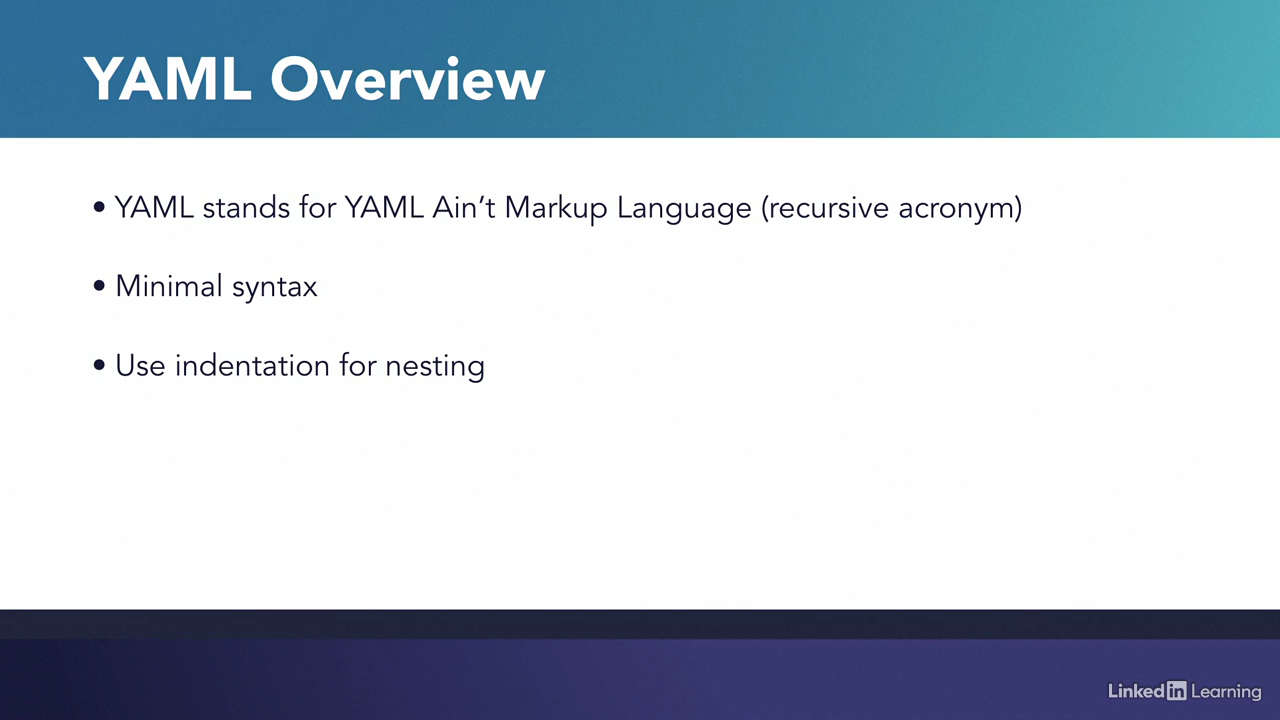 YAML Overview
• YAML stands for YAML Ain’t Markup Language (recursive acronym)
• Minimal syntax
• Use indentation for nesting
Linked in Learning